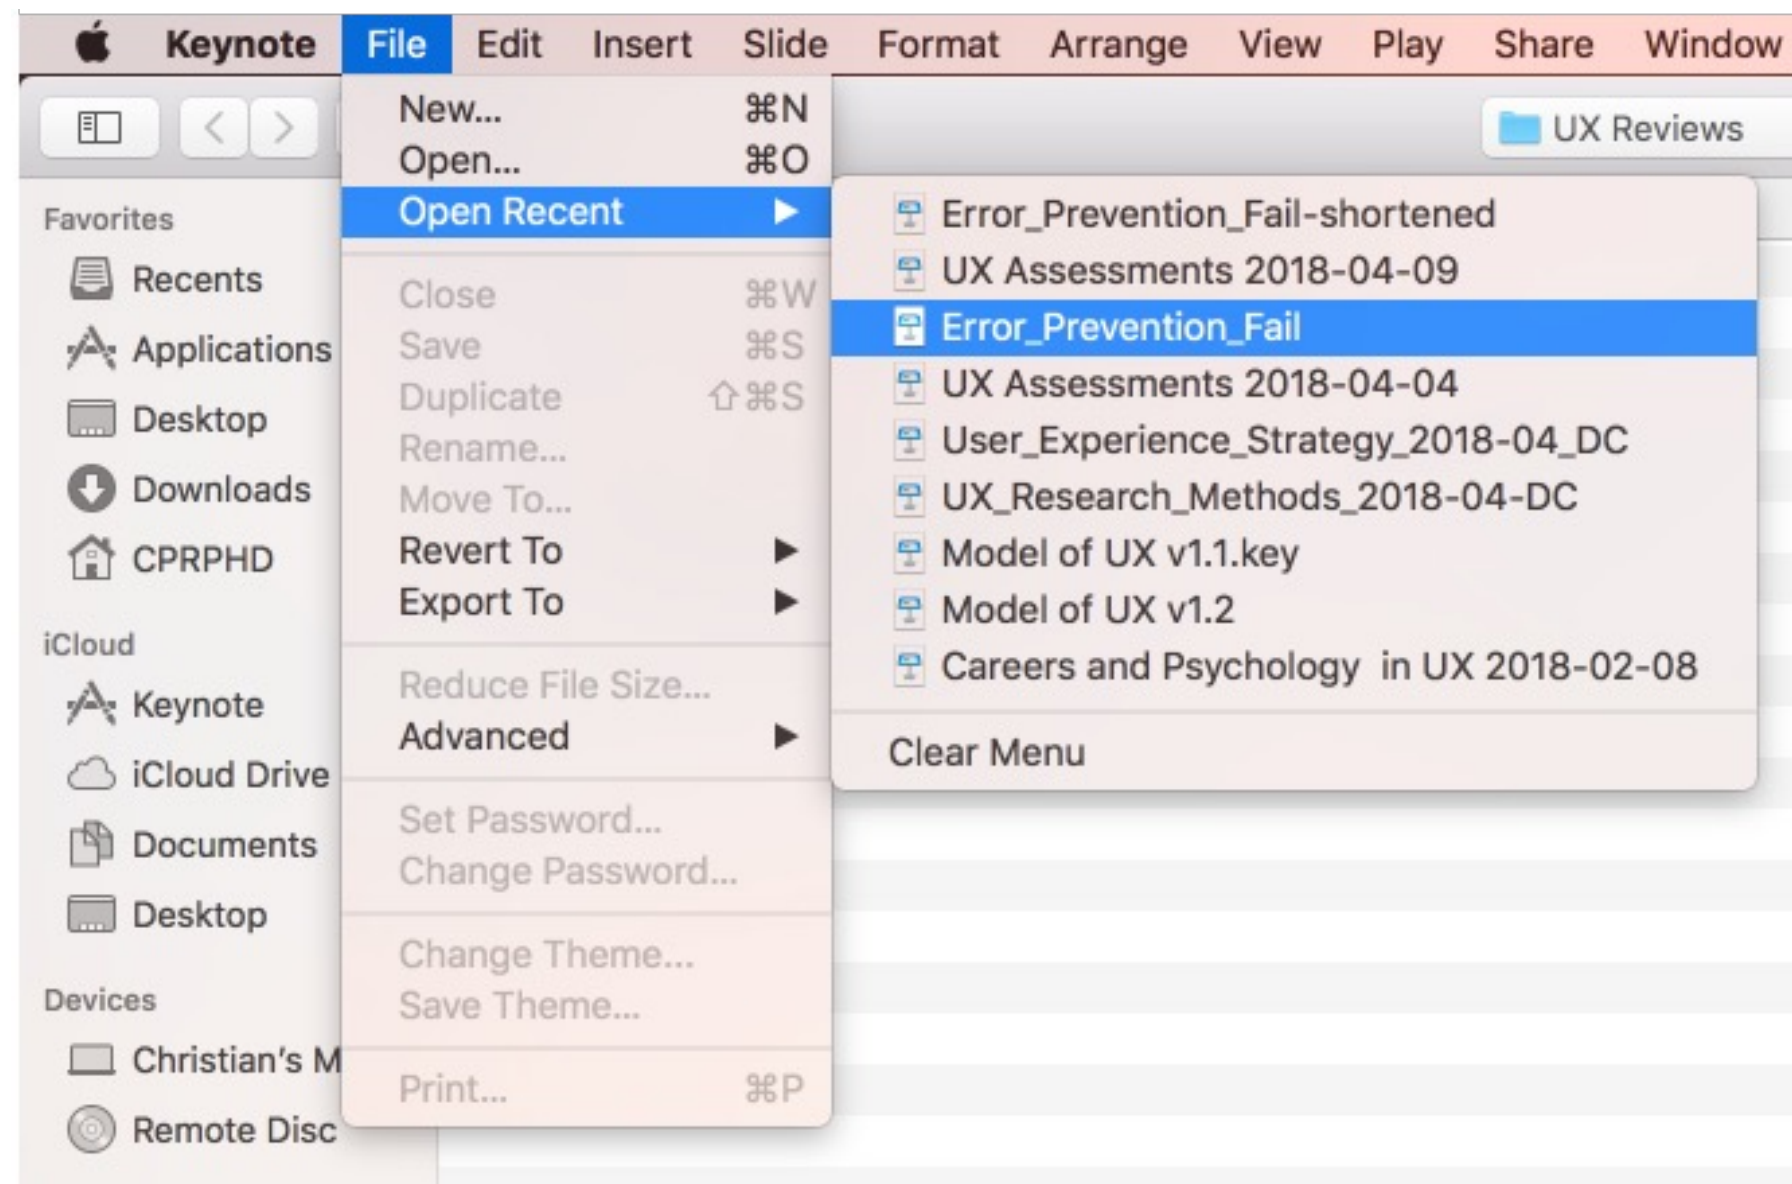 Keynote File Edit Insert Slide Format Arrange View Play Share Window
UX Reviews
Favorites
Recents
Applications
Desktop
Downloads
CPRPHD
iCloud
Keynote
iCloud Drive
Documents
Desktop
Devices
Christian's M
Remote Disc
New... ⌘N
Open... ⌘O
Open Recent ▶
Close ⌘W
Save ⌘S
Duplicate ⇧⌘S
Rename...
Move To...
Revert To ▶
Export To ▶
Reduce File Size...
Advanced ▶
Set Password...
Change Password...
Change Theme...
Save Theme...
Print... ⌘P
Error_Prevention_Fail-shortened
UX Assessments 2018-04-09
Error_Prevention_Fail
UX Assessments 2018-04-04
User_Experience_Strategy_2018-04_DC
UX_Research_Methods_2018-04-DC
Model of UX v1.1.key
Model of UX v1.2
Careers and Psychology  in UX 2018-02-08
Clear Menu